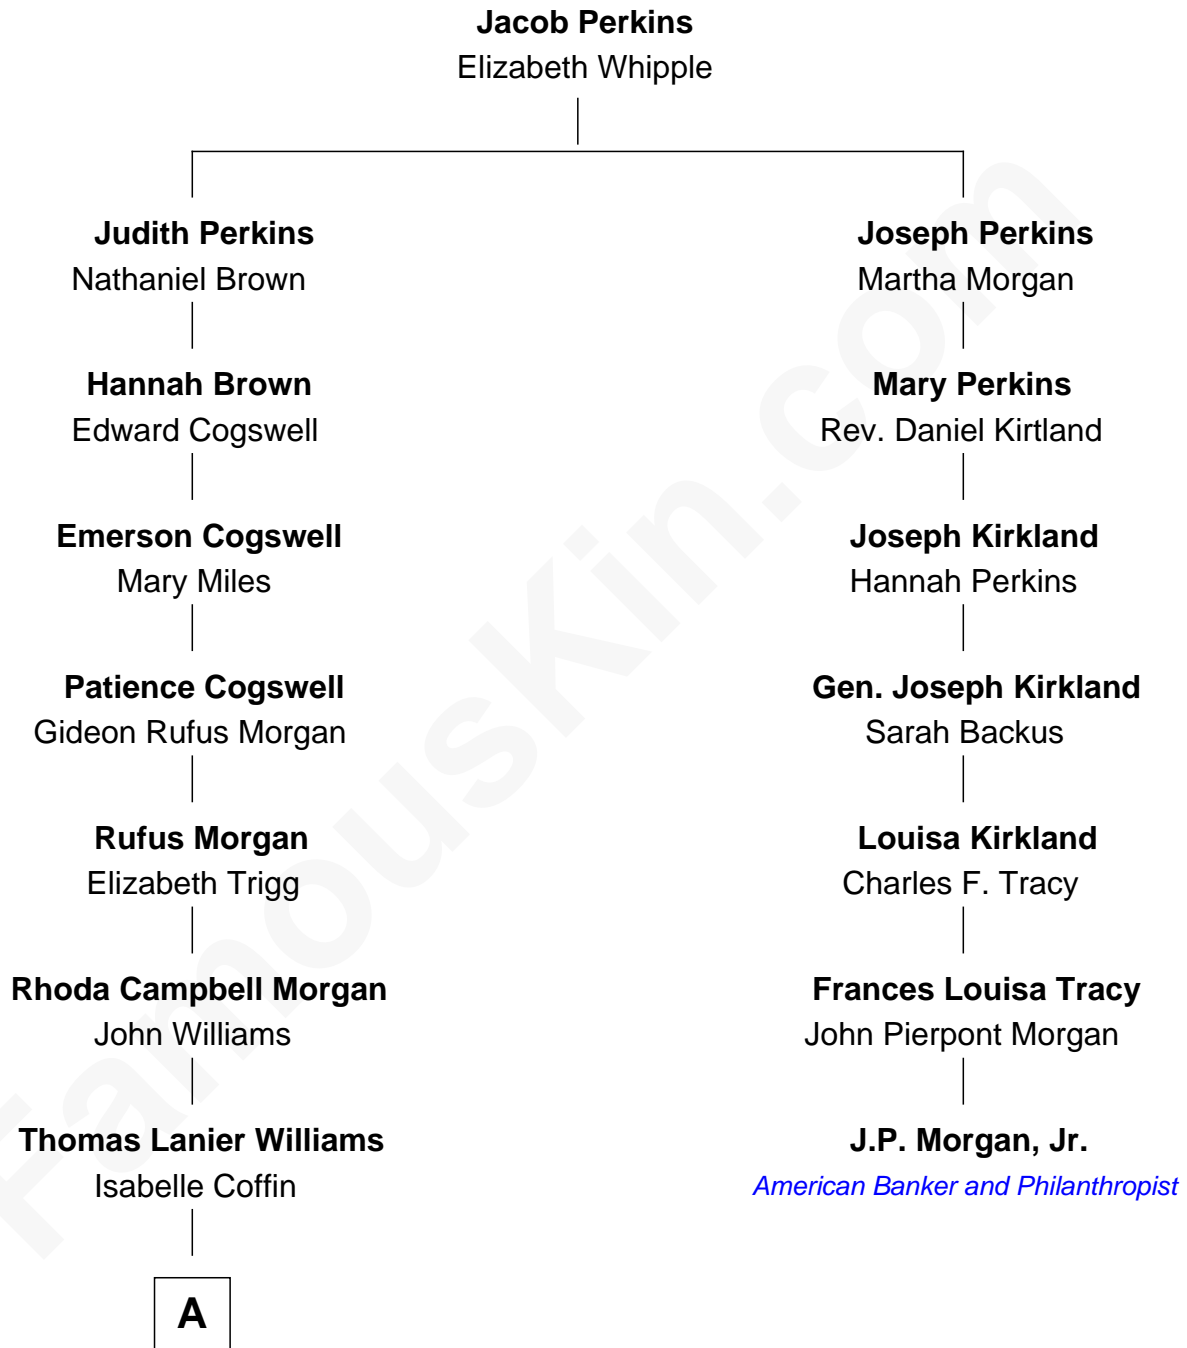 Jacob Perkins
Elizabeth Whipple
Judith Perkins
Nathaniel Brown
Joseph Perkins
Martha Morgan
Hannah Brown
Edward Cogswell
Mary Perkins
Rev. Daniel Kirtland
Emerson Cogswell
Mary Miles
Joseph Kirkland
Hannah Perkins
Patience Cogswell
Gideon Rufus Morgan
Gen. Joseph Kirkland
Sarah Backus
Rufus Morgan
Elizabeth Trigg
Louisa Kirkland
Charles F. Tracy
Rhoda Campbell Morgan
John Williams
Frances Louisa Tracy
John Pierpont Morgan
Thomas Lanier Williams
Isabelle Coffin
J.P. Morgan, Jr.
American Banker and Philanthropist
A
FamousKin.com